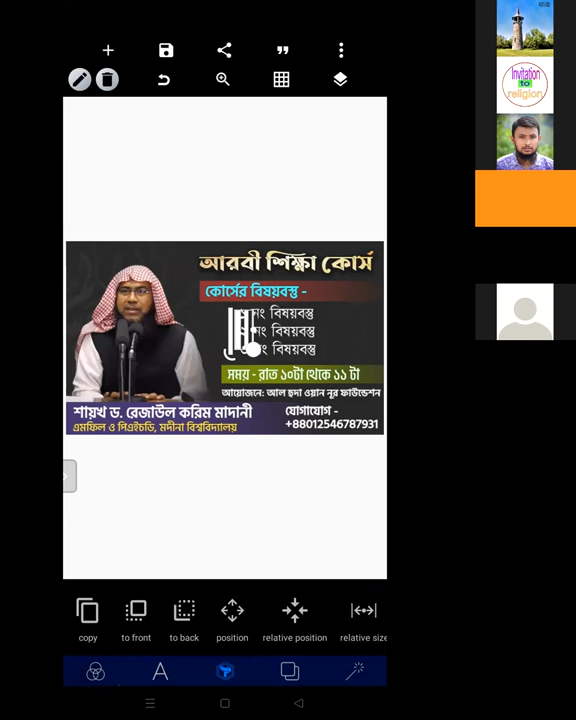 Invitation
to
religion
আরবী শিক্ষা কোর্স
কোর্সের বিষয়বস্তু -
নং বিষয়বস্তু
নং বিষয়বস্তু
নং বিষয়বস্তু
সময় - রাত ১০টা থেকে ১১ টা
আয়োজনে: আল হুদা ওয়ান নূর ফাউন্ডেশন
শায়খ ড. রেজাউল করিম মাদানী
এমফিল ও পিএইচডি, মদীনা বিশ্ববিদ্যালয়
যোগাযোগ -
+88012546787931
copy
to front
to back
position
relative position
relative size